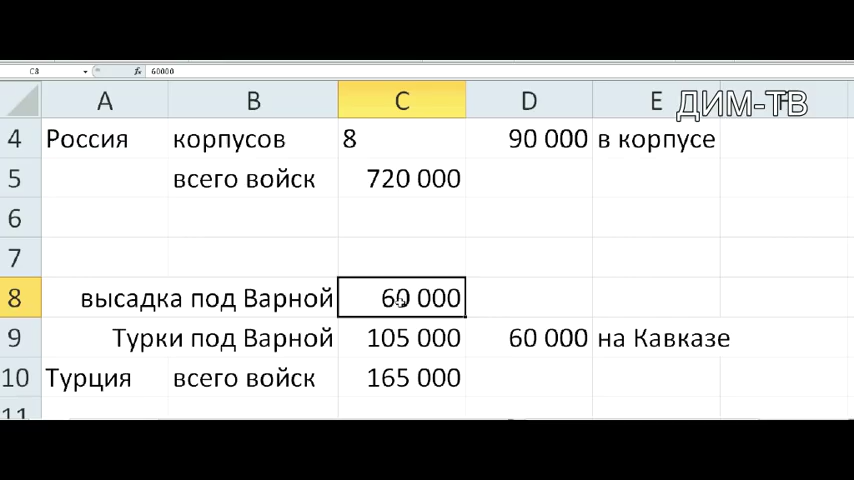 C8 fx 60000
A B C D E F
ДИМ-ТВ
4 Россия корпусов 8 90 000 в корпусе
5 всего войск 720 000
6
7
8 высадка под Варной 60 000
9 Турки под Варной 105 000 60 000 на Кавказе
10 Турция всего войск 165 000
11